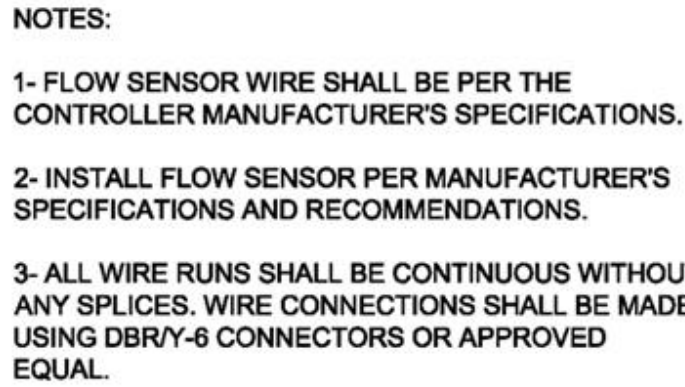 NOTES:
1- FLOW SENSOR WIRE SHALL BE PER THE
CONTROLLER MANUFACTURER'S SPECIFICATIONS.
2- INSTALL FLOW SENSOR PER MANUFACTURER'S
SPECIFICATIONS AND RECOMMENDATIONS.
3- ALL WIRE RUNS SHALL BE CONTINUOUS WITHOU
ANY SPLICES. WIRE CONNECTIONS SHALL BE MADE
USING DBR/Y-6 CONNECTORS OR APPROVED
EQUAL.